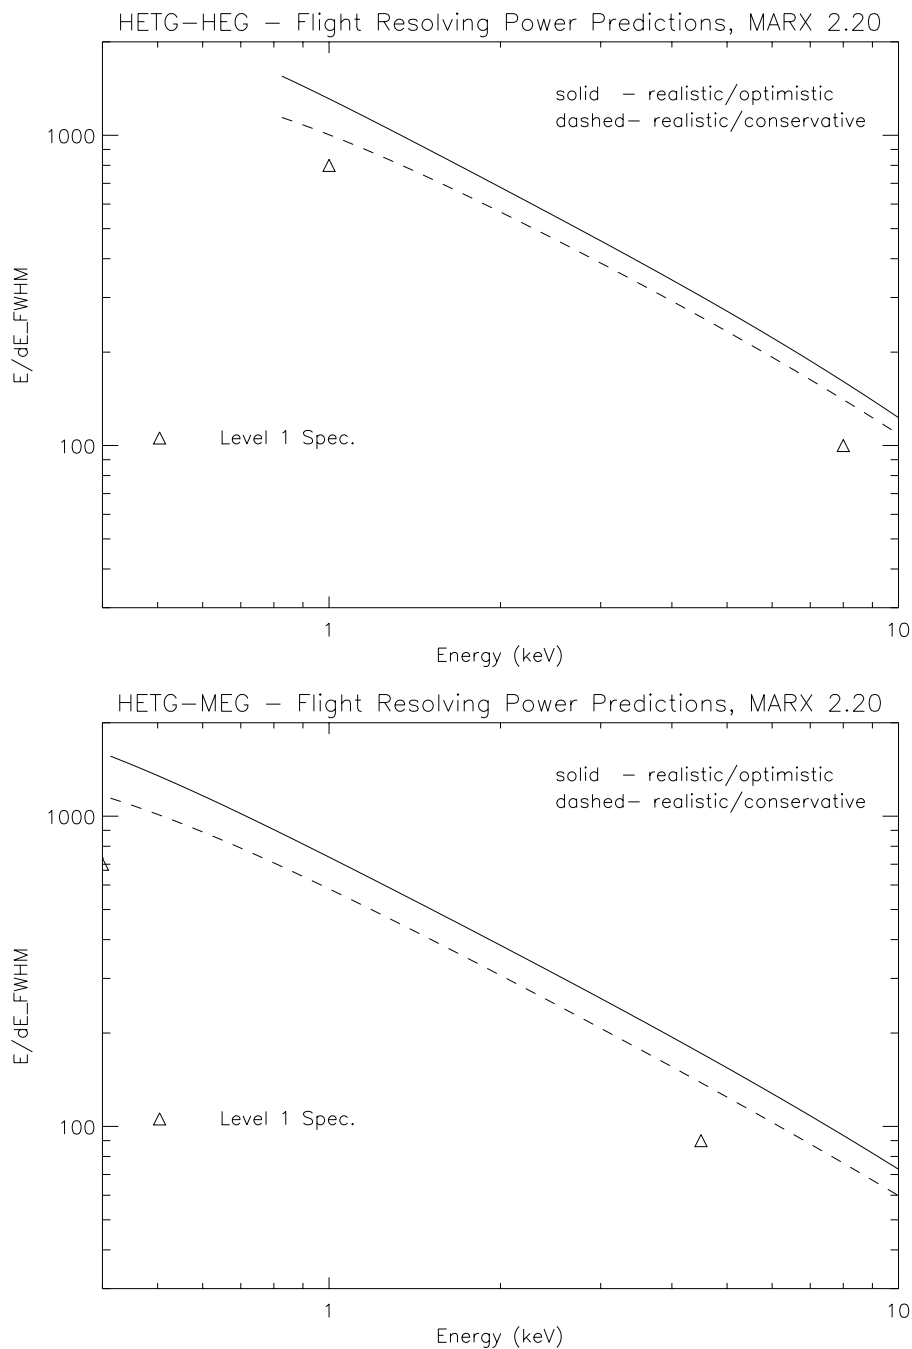 HETG-HEG - Flight Resolving Power Predictions, MARX 2.20
solid - realistic/optimistic
dashed- realistic/conservative
1000
E/dE_FWHM
Level 1 Spec.
100
1 10
Energy (keV)
HETG-MEG - Flight Resolving Power Predictions, MARX 2.20
solid - realistic/optimistic
dashed- realistic/conservative
1000
E/dE_FWHM
Level 1 Spec.
100
1 10
Energy (keV)